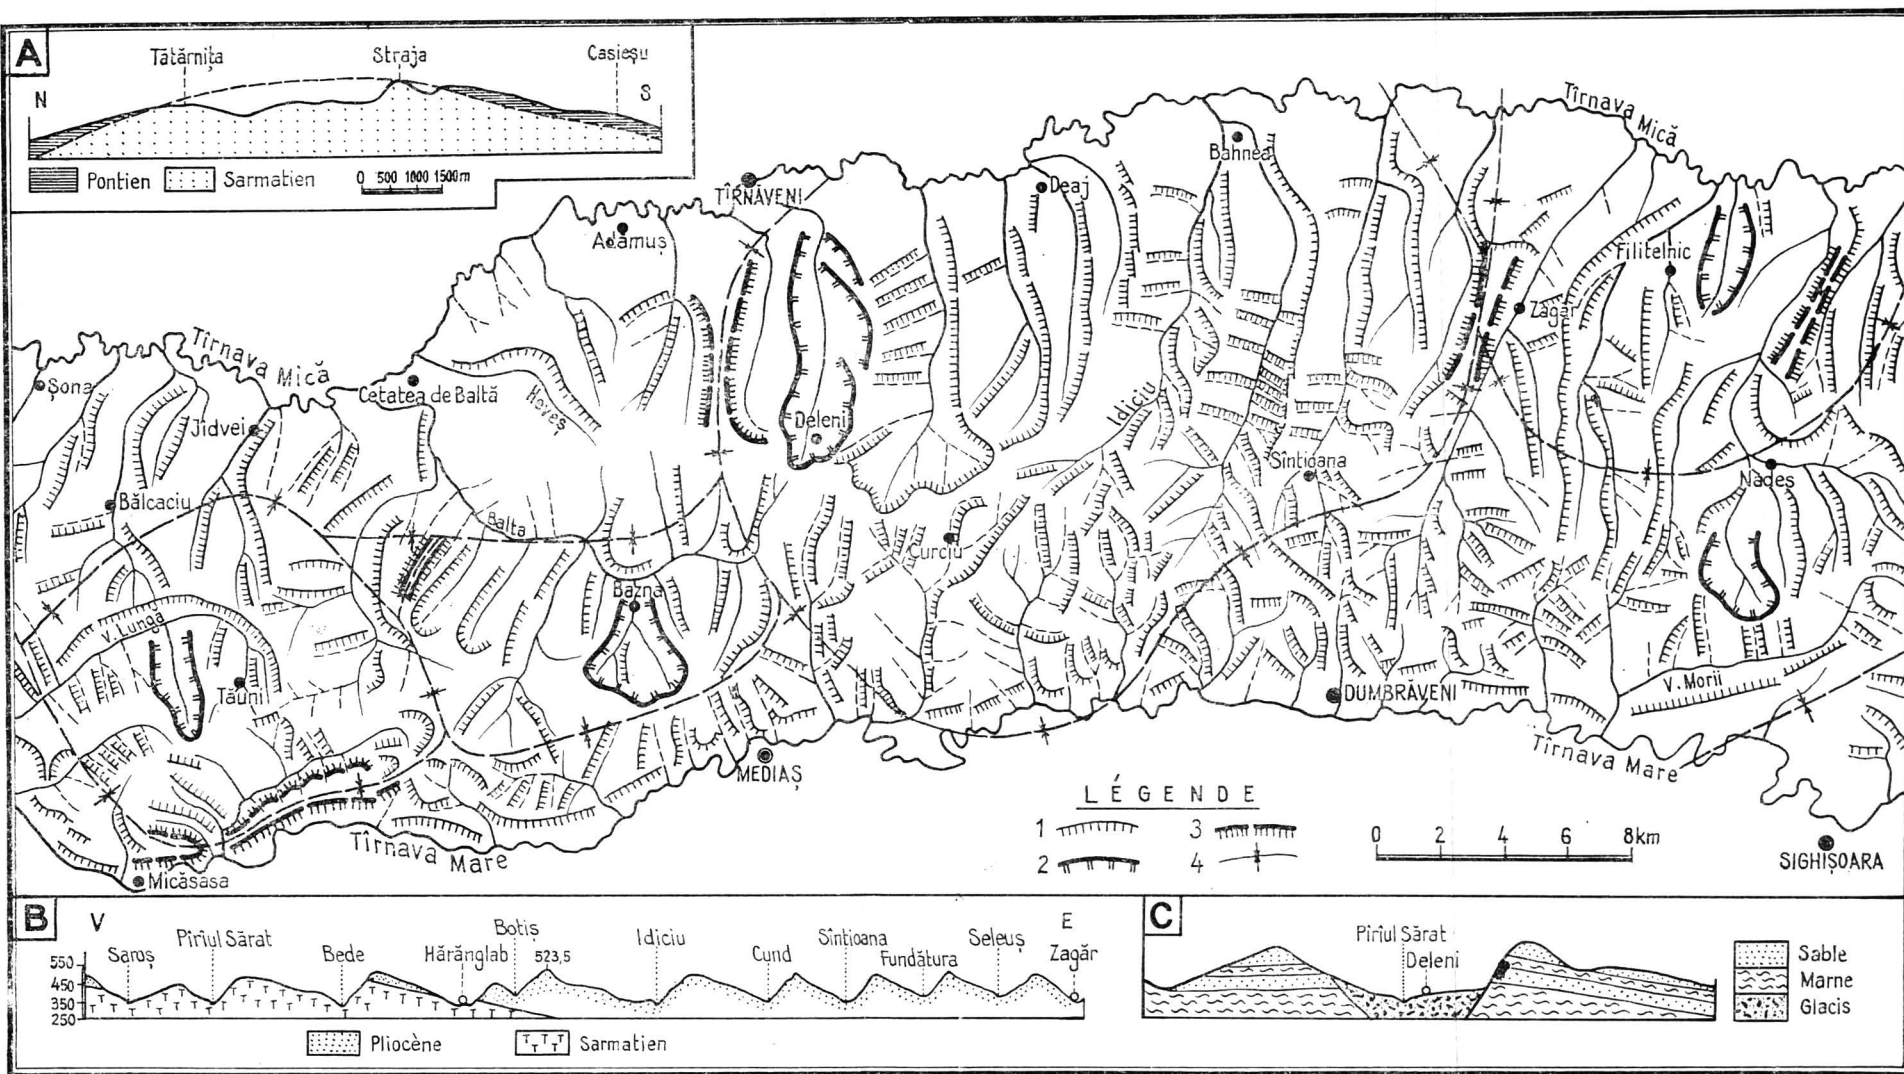 A
Tătărnița
Straja
Casieșu
N
S
Pontien
Sarmatien
0 500 1000 1500m
Tîrnava Mică
Bahnea
Deaj
TÎRNĂVENI
Adămuș
Filitelnic
Zagăr
Tîrnava Mică
Șona
Cetatea de Baltă
Jidvei
Deleni
Idiciu
Sîntioana
Nadeș
Bălcaciu
Balta
Curciu
Bazna
V. Lunga
Tăuni
V. Morii
DUMBRĂVENI
Tîrnava Mare
MEDIAȘ
LÉGENDE
1
3
2
4
0 2 4 6 8km
SIGHIȘOARA
Tîrnava Mare
Micăsasa
B
V
Saroș
Pîrîul Sărat
Bede
Hărănglab
Botiș
523,5
Idiciu
Cund
Sîntioana
Fundătura
Seleuș
E
Zagăr
550
450
350
250
Pliocène
Sarmatien
C
Pîrîul Sărat
Deleni
Sable
Marne
Glacis